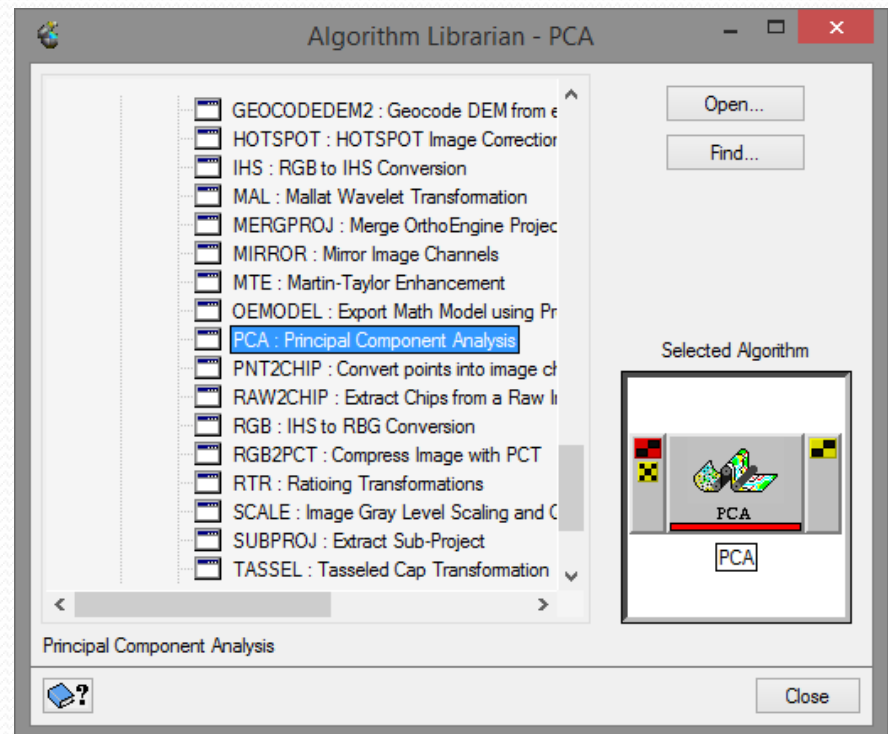 Algorithm Librarian - PCA
GEOCODEDEM2 : Geocode DEM from e
HOTSPOT : HOTSPOT Image Correction
IHS : RGB to IHS Conversion
MAL : Mallat Wavelet Transformation
MERGPROJ : Merge OrthoEngine Projec
MIRROR : Mirror Image Channels
MTE : Martin-Taylor Enhancement
OEMODEL : Export Math Model using Pr
PCA : Principal Component Analysis
PNT2CHIP : Convert points into image ch
RAW2CHIP : Extract Chips from a Raw I
RGB : IHS to RBG Conversion
RGB2PCT : Compress Image with PCT
RTR : Ratioing Transformations
SCALE : Image Gray Level Scaling and C
SUBPROJ : Extract Sub-Project
TASSEL : Tasseled Cap Transformation
Open...
Find...
Selected Algorithm
PCA
PCA
Principal Component Analysis
Close